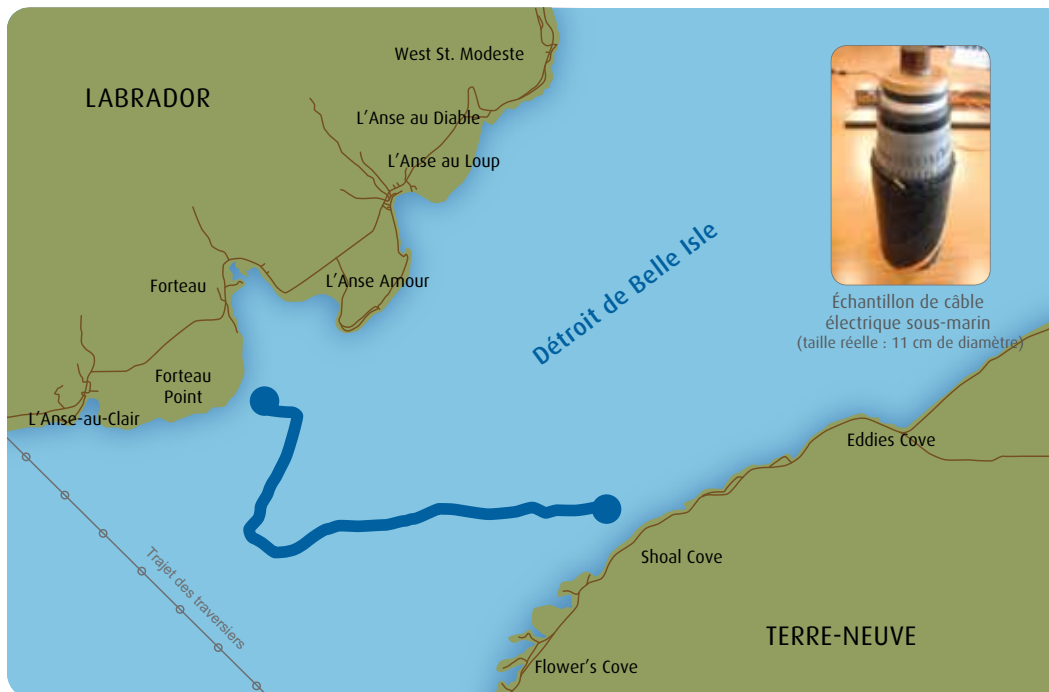 LABRADOR
West St. Modeste
L'Anse au Diable
L'Anse au Loup
L'Anse Amour
Forteau
Forteau
Point
L'Anse-au-Clair
Détroit de Belle Isle
Échantillon de câble
électrique sous-marin
(taille réelle : 11 cm de diamètre)
Eddies Cove
Shoal Cove
Trajet des traversiers
TERRE-NEUVE
Flower's Cove